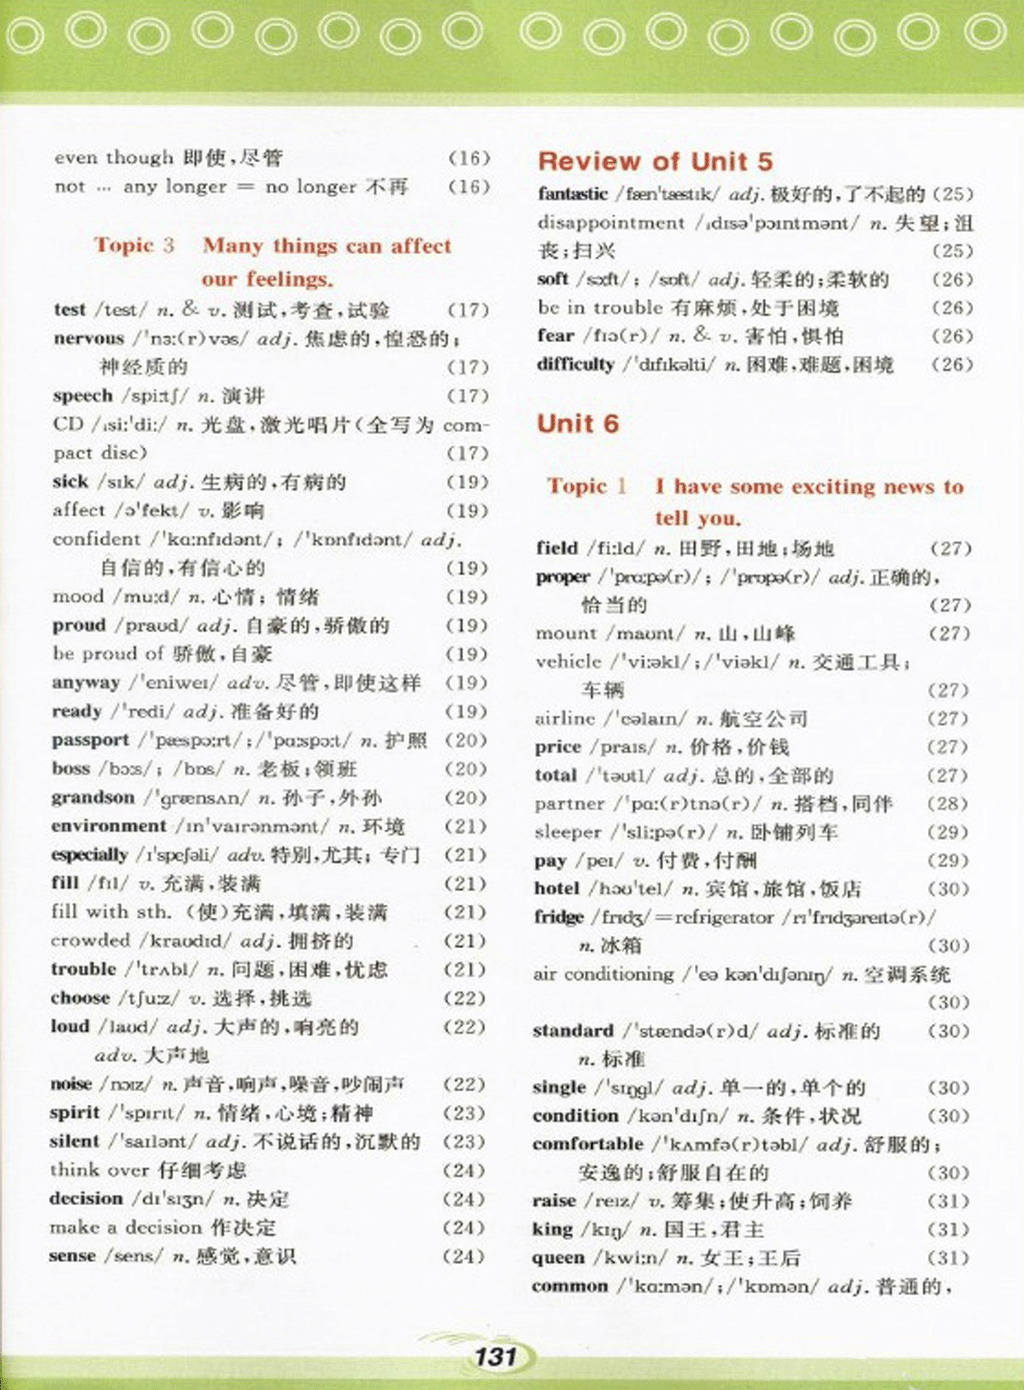 even though 即使,尽管 (16)
not … any longer = no longer 不再 (16)
Topic 3 Many things can affect
our feelings.
test /test/ n. & v. 测试,考查,试验 (17)
nervous /ˈnɜː(r)vəs/ adj. 焦虑的,惶恐的;
神经质的 (17)
speech /spiːtʃ/ n. 演讲 (17)
CD /ˌsiːˈdiː/ n. 光盘,激光唱片(全写为 com-
pact disc) (17)
sick /sɪk/ adj. 生病的,有病的 (19)
affect /əˈfekt/ v. 影响 (19)
confident /ˈkɑːnfɪdənt/; /ˈkɒnfɪdənt/ adj.
自信的,有信心的 (19)
mood /muːd/ n. 心情; 情绪 (19)
proud /praʊd/ adj. 自豪的,骄傲的 (19)
be proud of 骄傲,自豪 (19)
anyway /ˈeniweɪ/ adv. 尽管,即使这样 (19)
ready /ˈredi/ adj. 准备好的 (19)
passport /ˈpæspɔːrt/;/ˈpɑːspɔːt/ n. 护照 (20)
boss /bɔːs/; /bɒs/ n. 老板;领班 (20)
grandson /ˈɡrænsʌn/ n. 孙子,外孙 (20)
environment /ɪnˈvaɪrənmənt/ n. 环境 (21)
especially /ɪˈspeʃəli/ adv. 特别,尤其; 专门 (21)
fill /fɪl/ v. 充满,装满 (21)
fill with sth. (使)充满,填满,装满 (21)
crowded /kraʊdɪd/ adj. 拥挤的 (21)
trouble /ˈtrʌbl/ n. 问题,困难,忧虑 (21)
choose /tʃuːz/ v. 选择,挑选 (22)
loud /laʊd/ adj. 大声的,响亮的 (22)
adv. 大声地
noise /nɔɪz/ n. 声音,响声,噪音,吵闹声 (22)
spirit /ˈspɪrɪt/ n. 情绪,心境;精神 (23)
silent /ˈsaɪlənt/ adj. 不说话的,沉默的 (23)
think over 仔细考虑 (24)
decision /dɪˈsɪʒn/ n. 决定 (24)
make a decision 作决定 (24)
sense /sens/ n. 感觉,意识 (24)
Review of Unit 5
fantastic /fænˈtæstɪk/ adj. 极好的,了不起的 (25)
disappointment /ˌdɪsəˈpɔɪntmənt/ n. 失望;沮
丧;扫兴 (25)
soft /sɔːft/; /sɒft/ adj. 轻柔的;柔软的 (26)
be in trouble 有麻烦,处于困境 (26)
fear /fɪə(r)/ n. & v. 害怕,惧怕 (26)
difficulty /ˈdɪfɪkəlti/ n. 困难,难题,困境 (26)
Unit 6
Topic 1 I have some exciting news to
tell you.
field /fiːld/ n. 田野,田地;场地 (27)
proper /ˈprɑːpə(r)/; /ˈprɒpə(r)/ adj. 正确的,
恰当的 (27)
mount /maʊnt/ n. 山,山峰 (27)
vehicle /ˈviːəkl/;/ˈviəkl/ n. 交通工具;
车辆 (27)
airline /ˈeəlaɪn/ n. 航空公司 (27)
price /praɪs/ n. 价格,价钱 (27)
total /ˈtəʊtl/ adj. 总的,全部的 (27)
partner /ˈpɑː(r)tnə(r)/ n. 搭档,同伴 (28)
sleeper /ˈsliːpə(r)/ n. 卧铺列车 (29)
pay /peɪ/ v. 付费,付酬 (29)
hotel /həʊˈtel/ n. 宾馆,旅馆,饭店 (30)
fridge /frɪdʒ/=refrigerator /rɪˈfrɪdʒəreɪtə(r)/
n. 冰箱 (30)
air conditioning /ˈeə kənˈdɪʃənɪŋ/ n. 空调系统
(30)
standard /ˈstændə(r)d/ adj. 标准的 (30)
n. 标准
single /ˈsɪŋɡl/ adj. 单一的,单个的 (30)
condition /kənˈdɪʃn/ n. 条件,状况 (30)
comfortable /ˈkʌmfə(r)təbl/ adj. 舒服的;
安逸的;舒服自在的 (30)
raise /reɪz/ v. 筹集;使升高;饲养 (31)
king /kɪŋ/ n. 国王,君主 (31)
queen /kwiːn/ n. 女王;王后 (31)
common /ˈkɑːmən/;/ˈkɒmən/ adj. 普通的,
131